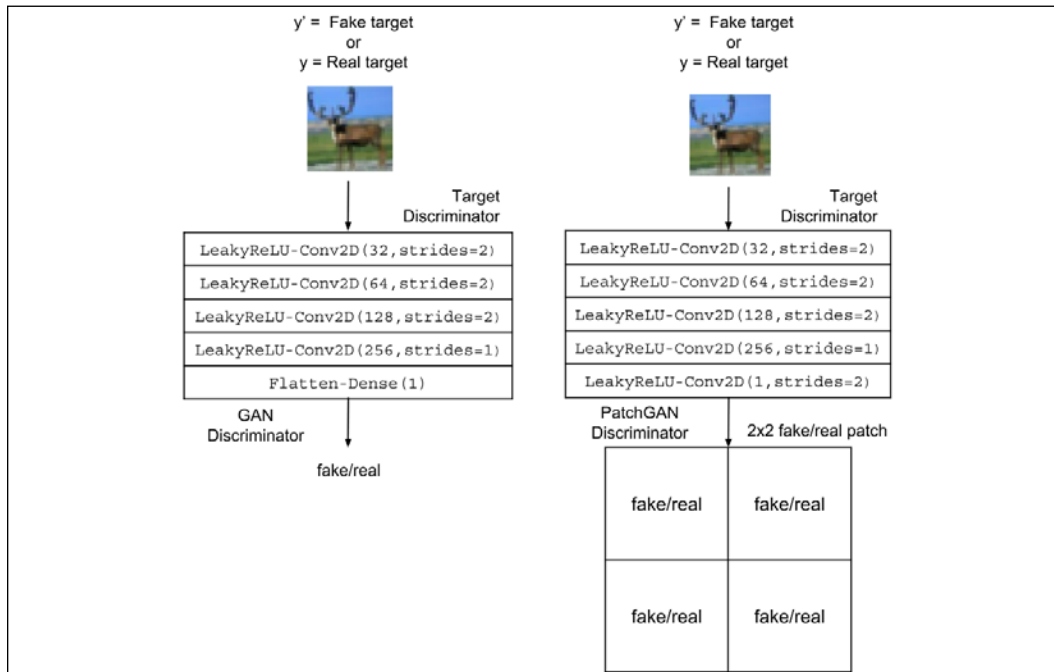 y' = Fake target
or
y = Real target
Target
Discriminator
LeakyReLU-Conv2D(32,strides=2)
LeakyReLU-Conv2D(64,strides=2)
LeakyReLU-Conv2D(128,strides=2)
LeakyReLU-Conv2D(256,strides=1)
Flatten-Dense(1)
GAN
Discriminator
fake/real
y' = Fake target
or
y = Real target
Target
Discriminator
LeakyReLU-Conv2D(32,strides=2)
LeakyReLU-Conv2D(64,strides=2)
LeakyReLU-Conv2D(128,strides=2)
LeakyReLU-Conv2D(256,strides=1)
LeakyReLU-Conv2D(1,strides=2)
PatchGAN
Discriminator
2x2 fake/real patch
fake/real
fake/real
fake/real
fake/real